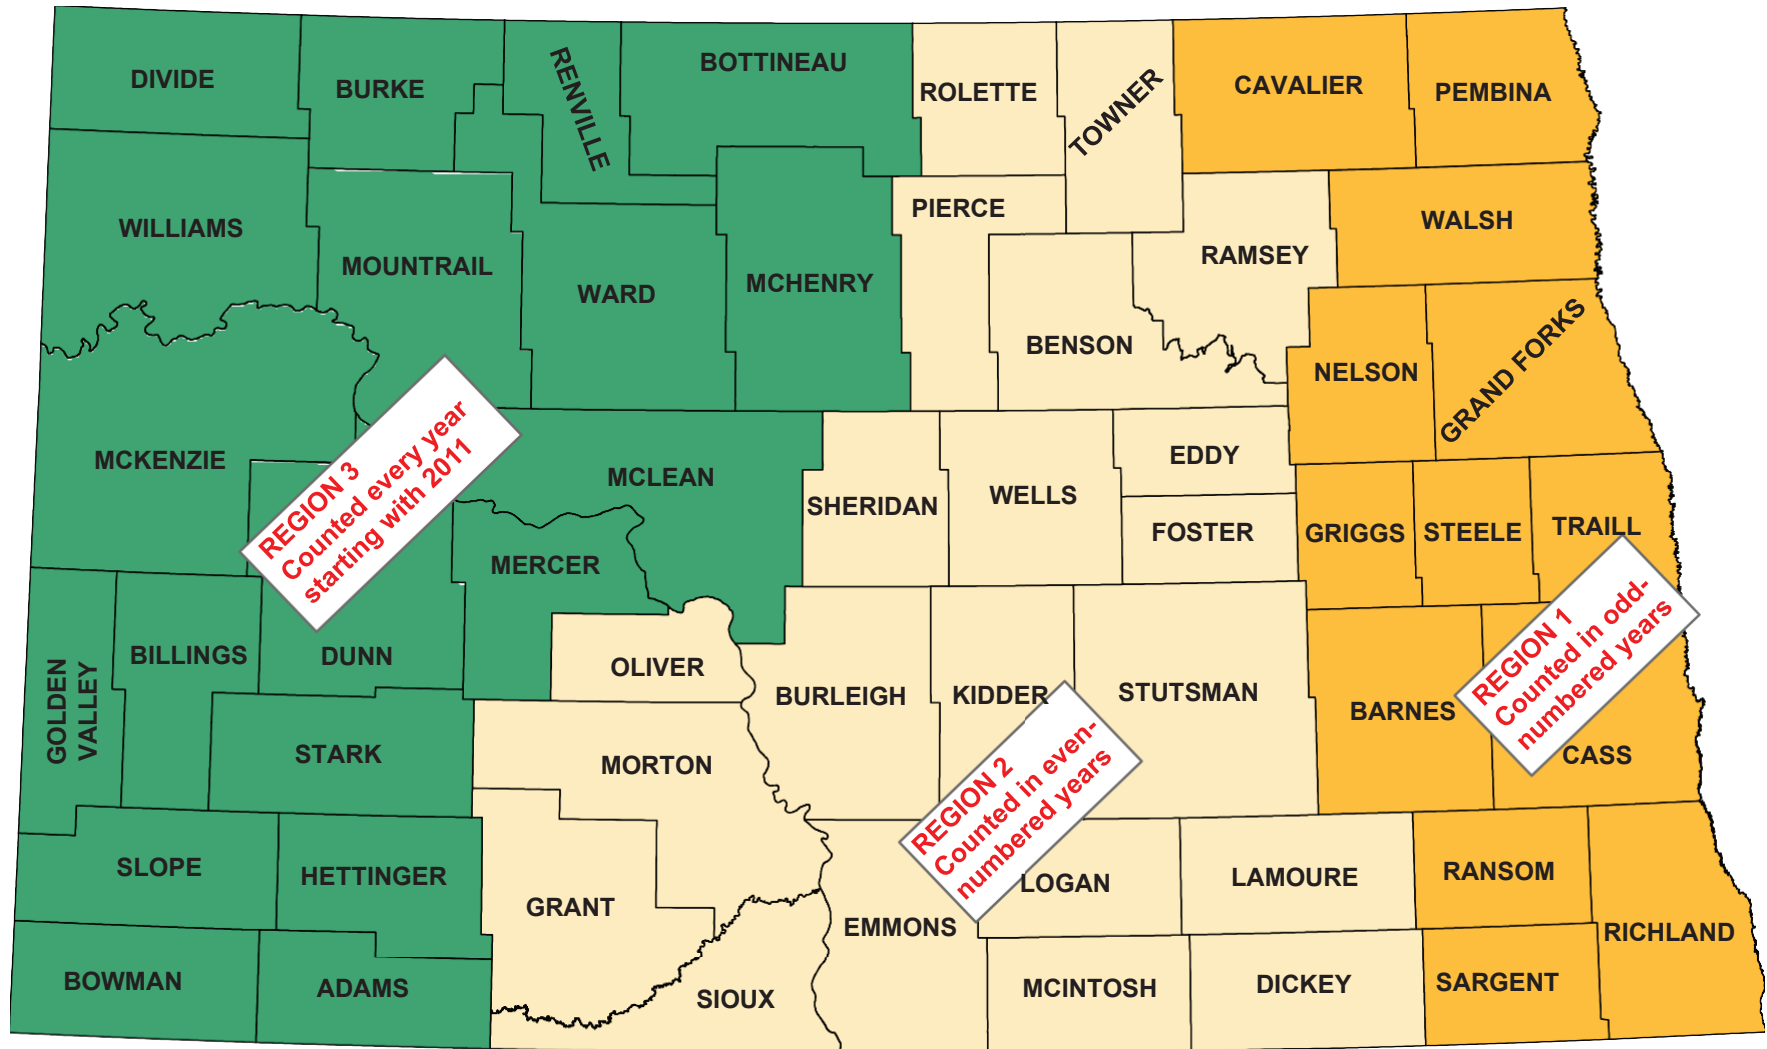 DIVIDE
BURKE
RENVILLE
BOTTINEAU
ROLETTE
TOWNER
CAVALIER
PEMBINA
WILLIAMS
MOUNTRAIL
WARD
MCHENRY
PIERCE
BENSON
RAMSEY
WALSH
NELSON
GRAND FORKS
MCKENZIE
REGION 3
Counted every year
starting with 2011
MCLEAN
MERCER
SHERIDAN
WELLS
EDDY
FOSTER
GRIGGS
STEELE
TRAILL
GOLDEN
VALLEY
BILLINGS
DUNN
OLIVER
BURLEIGH
KIDDER
STUTSMAN
BARNES
REGION 1
Counted in odd-
numbered years
CASS
STARK
MORTON
REGION 2
Counted in even-
numbered years
SLOPE
HETTINGER
GRANT
EMMONS
LOGAN
LAMOURE
RANSOM
RICHLAND
BOWMAN
ADAMS
SIOUX
MCINTOSH
DICKEY
SARGENT